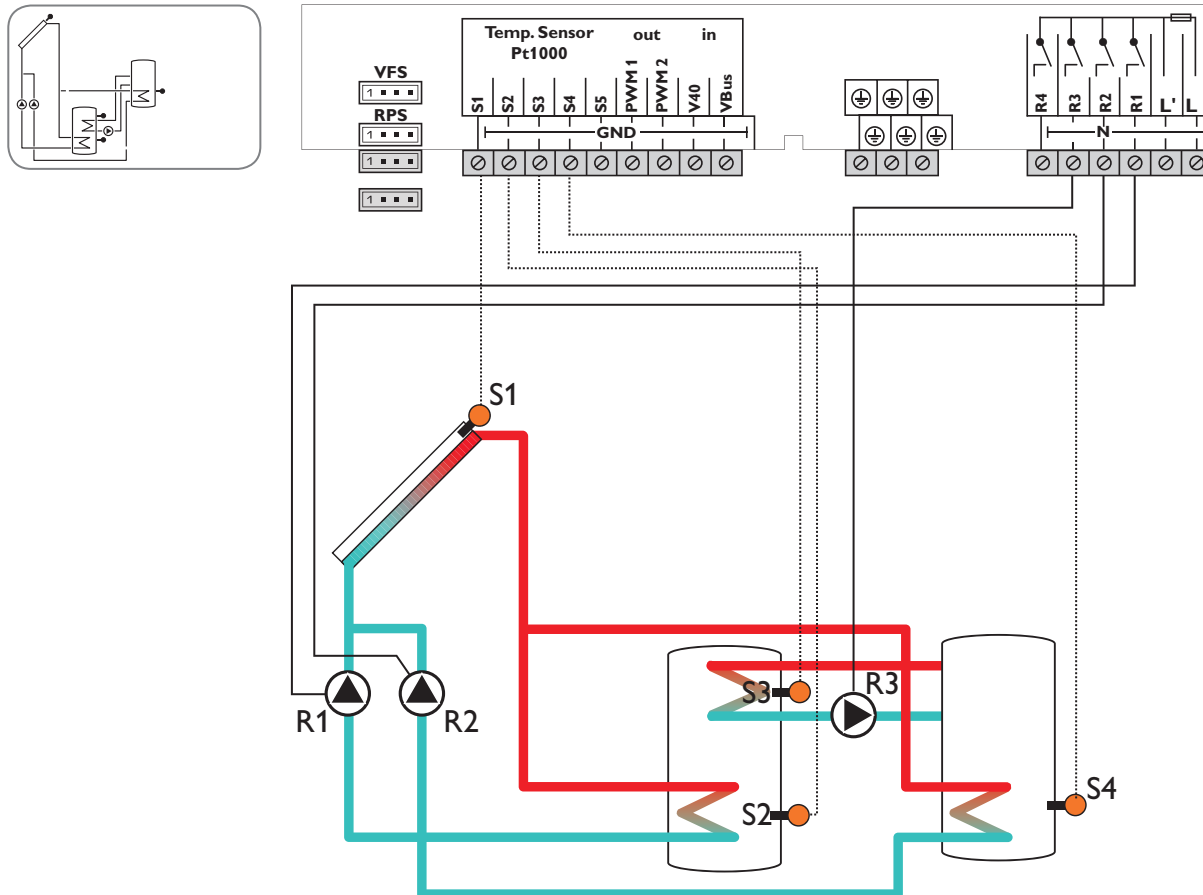 Temp. Sensor out in
Pt1000
VFS
1
RPS
1
1
1
S1
S2
S3
S4
S5
PWM 1
PWM 2
V40
VBus
GND
R4
R3
R2
R1
L'
L
N
S1
S3
R3
R1
R2
S2
S4